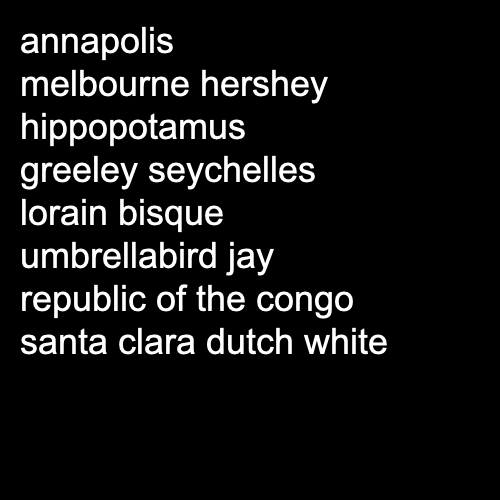 annapolis
melbourne hershey
hippopotamus
greeley seychelles
lorain bisque
umbrellabird jay
republic of the congo
santa clara dutch white